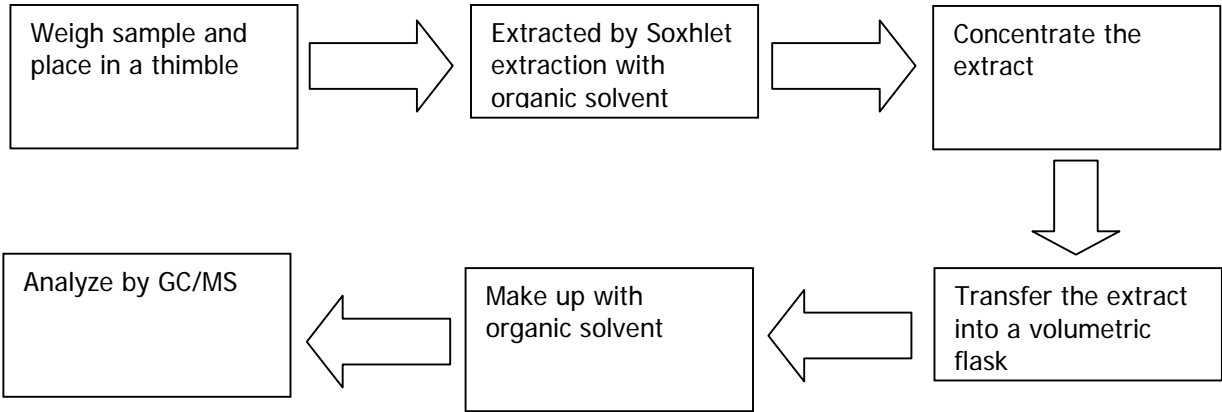 Weigh sample and
place in a thimble
Extracted by Soxhlet
extraction with
organic solvent
Concentrate the
extract
Transfer the extract
into a volumetric
flask
Make up with
organic solvent
Analyze by GC/MS